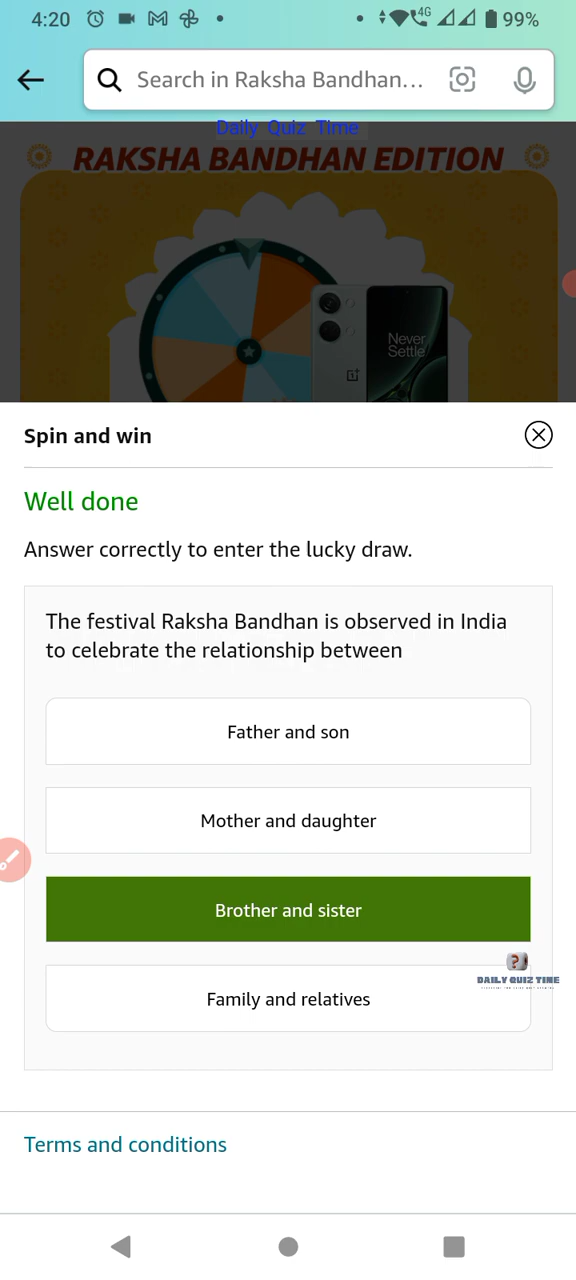 4:20
4G
99%
Search in Raksha Bandhan...
Daily Quiz Time
RAKSHA BANDHAN EDITION
Never
Settle
Spin and win
Well done
Answer correctly to enter the lucky draw.
The festival Raksha Bandhan is observed in India
to celebrate the relationship between
Father and son
Mother and daughter
Brother and sister
DAILY QUIZ TIME
Family and relatives
Terms and conditions